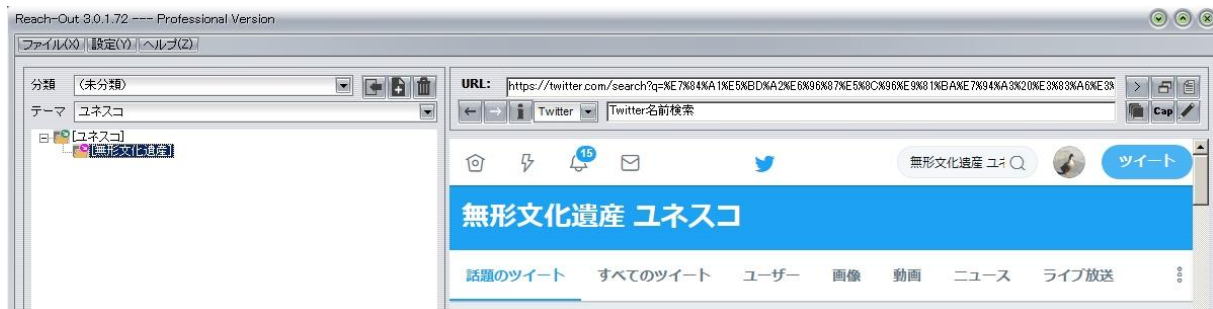 Reach-Out 3.0.1.72 --- Professional Version
ファイル(X) 設定(Y) ヘルプ(Z)
分類 (未分類)
テーマ ユネスコ
[ユネスコ]
[無形文化遺産]
URL: https://twitter.com/search?q=%E7%84%A1%E5%BD%A2%E6%96%87%E5%8C%96%E9%81%BA%E7%94%A3%20%E3%83%A6%E3%
Twitter Twitter名前検索
Cap
15
無形文化遺産 ユネ
ツイート
無形文化遺産 ユネスコ
話題のツイート すべてのツイート ユーザー 画像 動画 ニュース ライブ放送